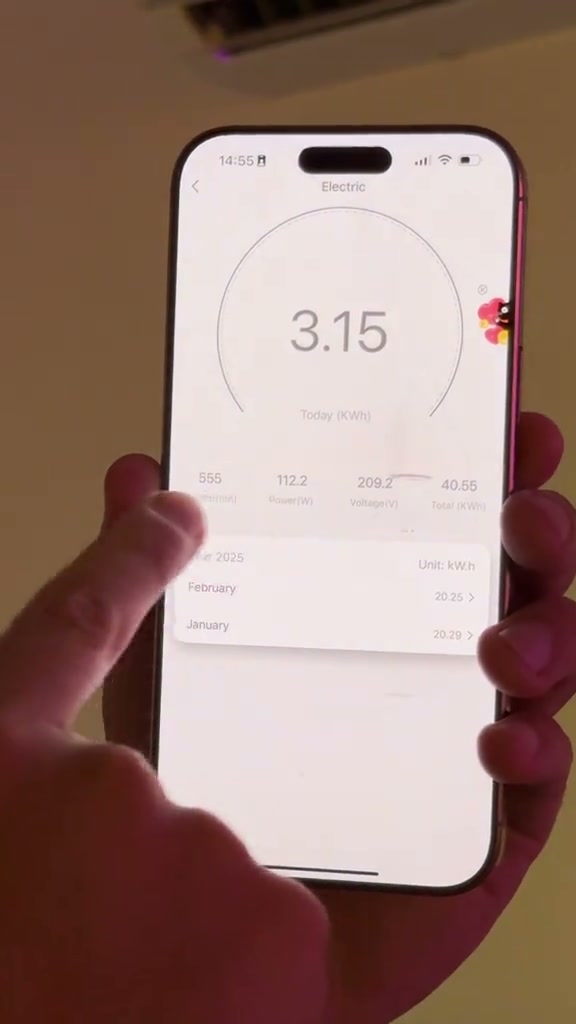 14:55
Electric
3.15
Today (KWh)
555 112.2 209.2 40.55
Power(W) Voltage(V) Total (KWh)
2025 Unit: kW.h
February 20.25 >
January 20.29 >